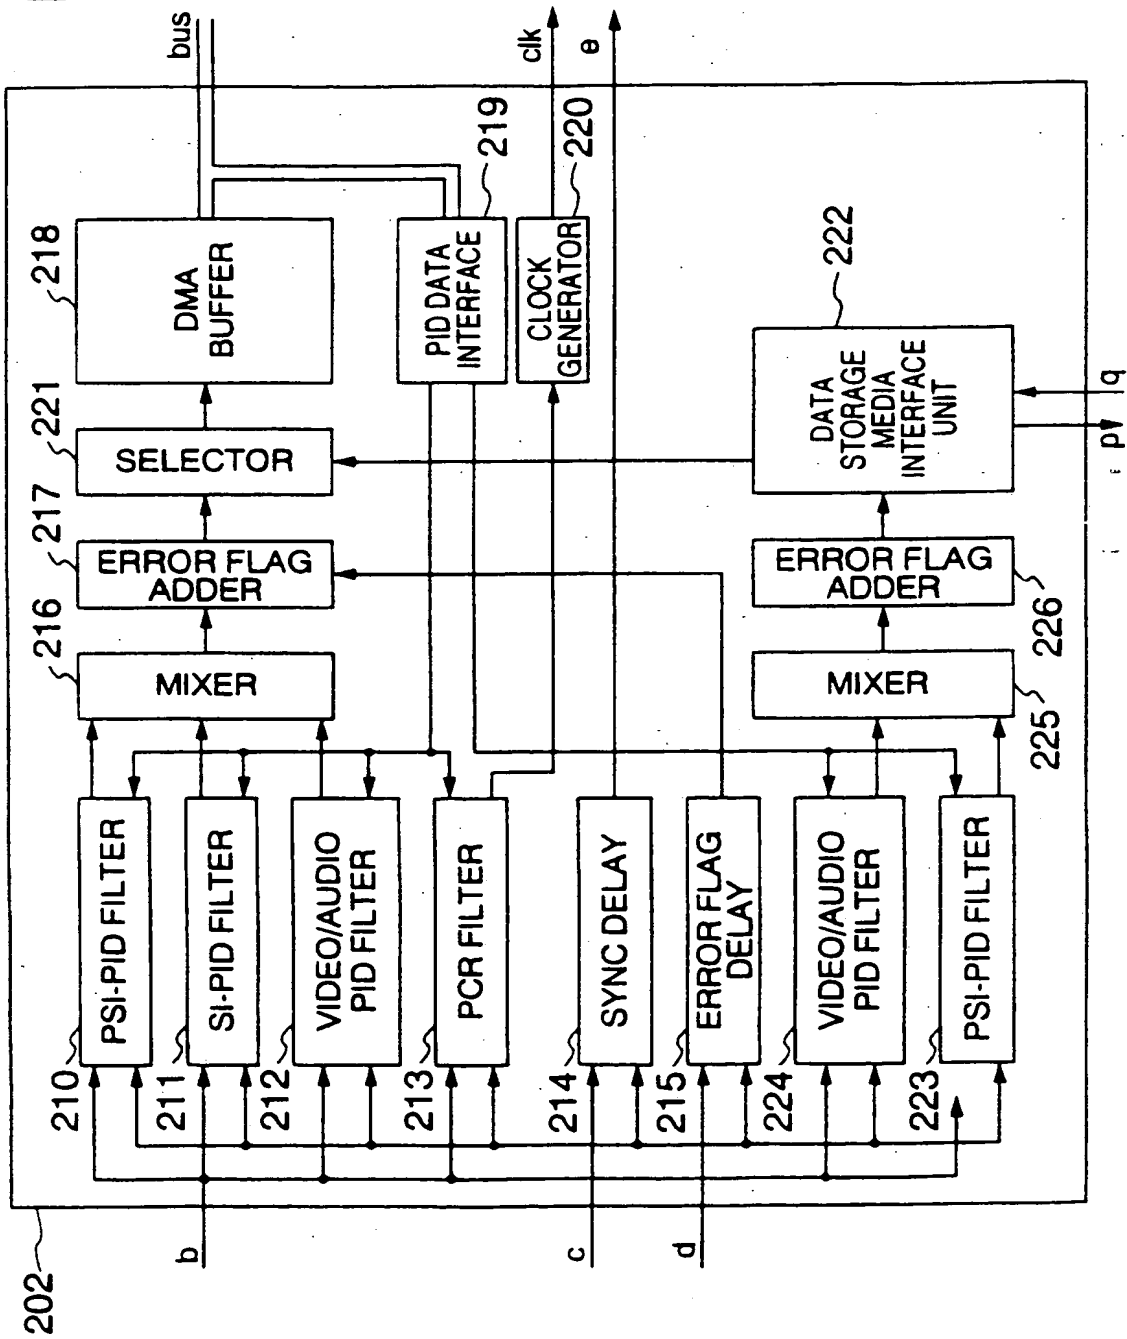 202
b
c
d
210
PSI-PID FILTER
211
SI-PID FILTER
212
VIDEO/AUDIO
PID FILTER
213
PCR FILTER
214
SYNC DELAY
215
ERROR FLAG
DELAY
224
VIDEO/AUDIO
PID FILTER
223
PSI-PID FILTER
216
MIXER
217
ERROR FLAG
ADDER
221
SELECTOR
218
DMA
BUFFER
PID DATA
INTERFACE
219
CLOCK
GENERATOR
220
MIXER
225
ERROR FLAG
ADDER
226
DATA
STORAGE
MEDIA
INTERFACE
UNIT
222
bus
clk
e
p
q